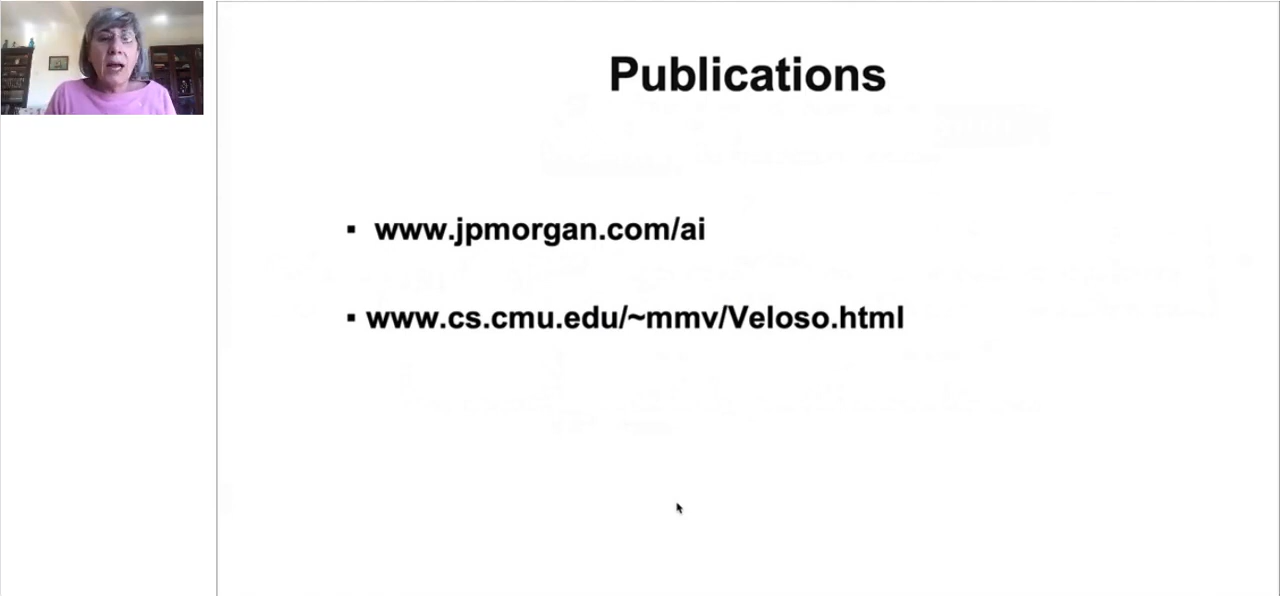 Publications
▪ www.jpmorgan.com/ai
▪ www.cs.cmu.edu/~mmv/Veloso.html